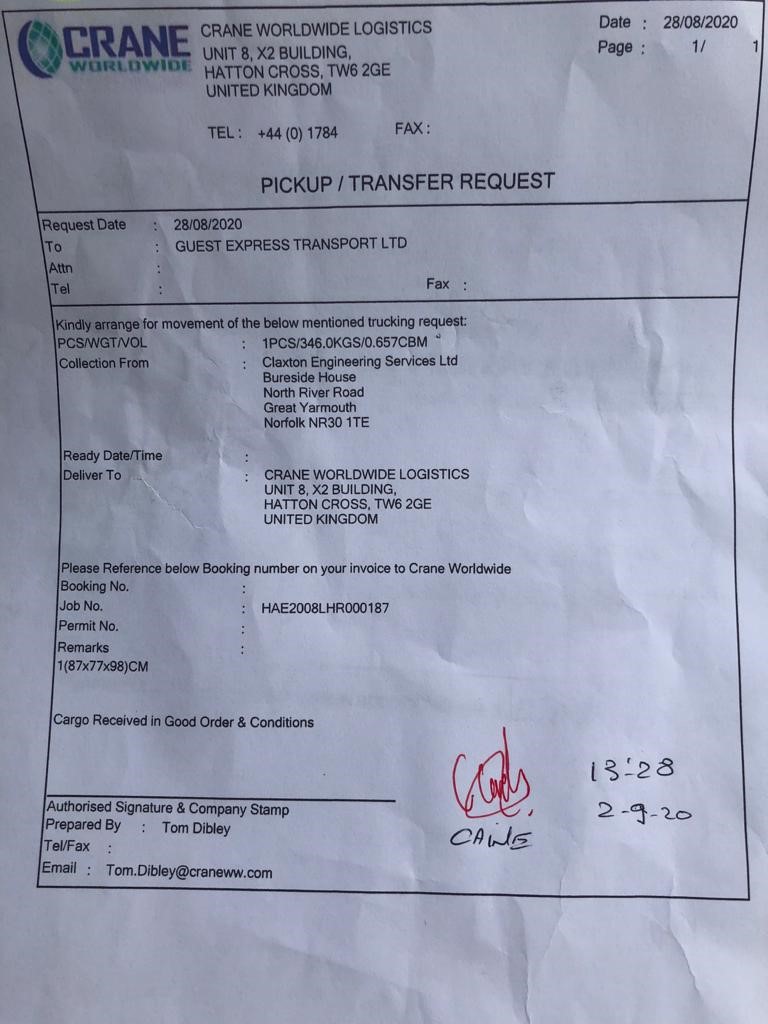 CRANE
WORLDWIDE
CRANE WORLDWIDE LOGISTICS
UNIT 8, X2 BUILDING,
HATTON CROSS, TW6 2GE
UNITED KINGDOM
Date : 28/08/2020
Page : 1/ 1
TEL : +44 (0) 1784 FAX :
PICKUP / TRANSFER REQUEST
Request Date : 28/08/2020
To : GUEST EXPRESS TRANSPORT LTD
Attn :
Tel : Fax :
Kindly arrange for movement of the below mentioned trucking request:
PCS/WGT/VOL : 1PCS/346.0KGS/0.657CBM
Collection From : Claxton Engineering Services Ltd
Bureside House
North River Road
Great Yarmouth
Norfolk NR30 1TE
Ready Date/Time :
Deliver To : CRANE WORLDWIDE LOGISTICS
UNIT 8, X2 BUILDING,
HATTON CROSS, TW6 2GE
UNITED KINGDOM
Please Reference below Booking number on your invoice to Crane Worldwide
Booking No. :
Job No. : HAE2008LHR000187
Permit No. :
Remarks :
1(87x77x98)CM
Cargo Received in Good Order & Conditions
13:28
2-9-20
Authorised Signature & Company Stamp
Prepared By : Tom Dibley
Tel/Fax :
Email : Tom.Dibley@craneww.com